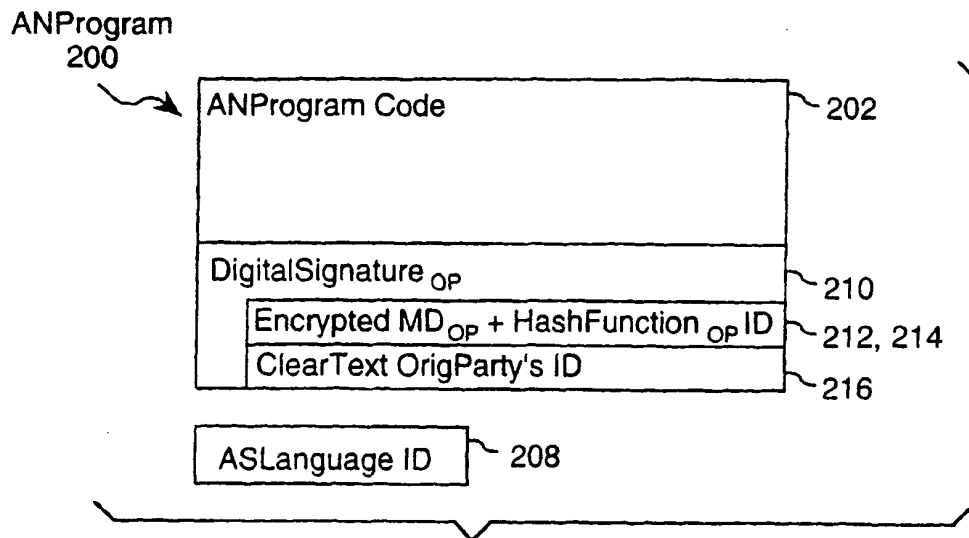 ANProgram
200
ANProgram Code
202
DigitalSignature OP
210
Encrypted MD OP + HashFunction OP ID
212, 214
ClearText OrigParty's ID
216
ASLanguage ID
208